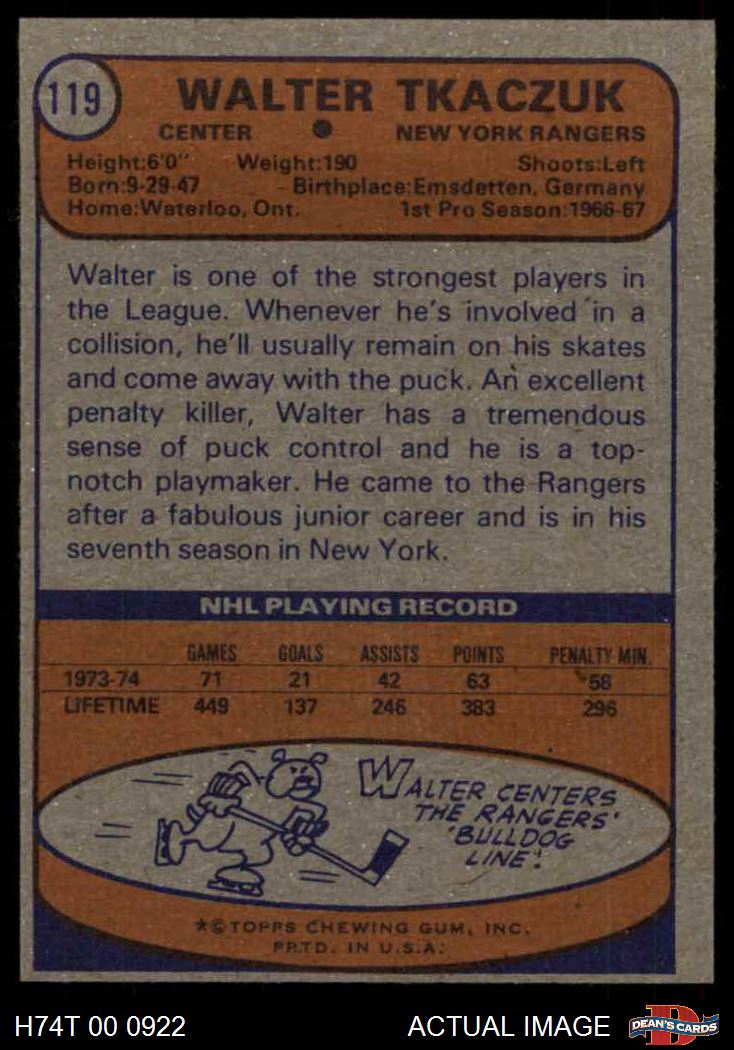 119
WALTER TKACZUK
CENTER ● NEW YORK RANGERS
Height:6'0" Weight:190 Shoots:Left
Born:9-29-47 Birthplace:Emsdetten, Germany
Home:Waterloo, Ont. 1st Pro Season:1966-67
Walter is one of the strongest players in
the League. Whenever he's involved in a
collision, he'll usually remain on his skates
and come away with the puck. An excellent
penalty killer, Walter has a tremendous
sense of puck control and he is a top-
notch playmaker. He came to the Rangers
after a fabulous junior career and is in his
seventh season in New York.
NHL PLAYING RECORD
GAMES GOALS ASSISTS POINTS PENALTY MIN.
1973-74 71 21 42 63 58
LIFETIME 449 137 246 383 296
WALTER CENTERS
THE RANGERS'
'BULLDOG
LINE'!
★©TOPPS CHEWING GUM, INC.
PRTD. IN U.S.A.
H74T 00 0922 ACTUAL IMAGE
D
DEAN'S CARDS